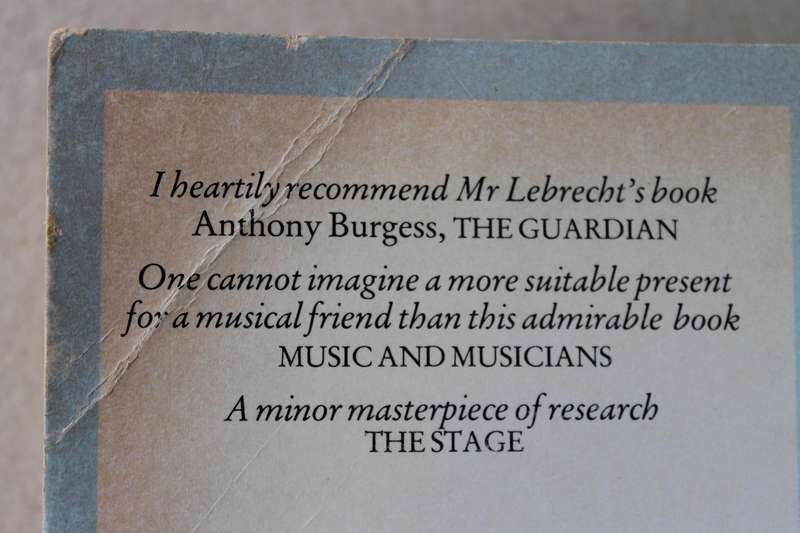 I heartily recommend Mr Lebrecht's book
Anthony Burgess, THE GUARDIAN
One cannot imagine a more suitable present
for a musical friend than this admirable book
MUSIC AND MUSICIANS
A minor masterpiece of research
THE STAGE